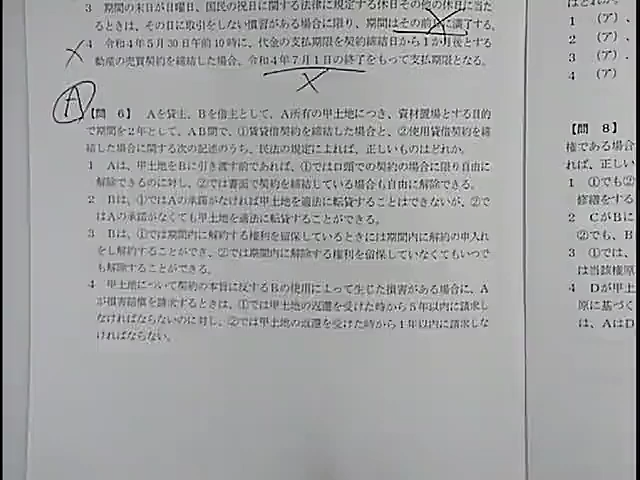 3 期間の末日が日曜日、国民の祝日に関する法律に規定する休日その他の休日に当た
るときは、その日に取引をしない慣習がある場合に限り、期間はその前日に満了する。
4 令和4年5月30日午前10時に、代金の支払期限を契約締結日から1か月後とする
動産の売買契約を締結した場合、令和4年7月1日の終了をもって支払期限となる。
A
【問 6】 Aを貸主、Bを借主として、A所有の甲土地につき、資材置場とする目的
で期間を2年として、AB間で、①賃貸借契約を締結した場合と、②使用貸借契約を締
結した場合に関する次の記述のうち、民法の規定によれば、正しいものはどれか。
1 Aは、甲土地をBに引き渡す前であれば、①では口頭での契約の場合に限り自由に
解除できるのに対し、②では書面で契約を締結している場合も自由に解除できる。
2 Bは、①ではAの承諾がなければ甲土地を適法に転貸することはできないが、②で
はAの承諾がなくても甲土地を適法に転貸することができる。
3 Bは、①では期間内に解約する権利を留保しているときには期間内に解約の申入れ
をし解約することができ、②では期間内に解除する権利を留保していなくてもいつで
も解除することができる。
4 甲土地について契約の本旨に反するBの使用によって生じた損害がある場合に、A
が損害賠償を請求するときは、①では甲土地の返還を受けた時から5年以内に請求し
なければならないのに対し、②では甲土地の返還を受けた時から1年以内に請求しな
ければならない。
1 (ア)、
2 (ア)、
3 (ア)、
4 (ア)
【問 8】
権である場合
れば、正しい
1 ①でも②
修繕をする
2 CがBに
②でも、B
3 ①では、
は当該権原
4 Dが甲土
原に基づく
は、AはD